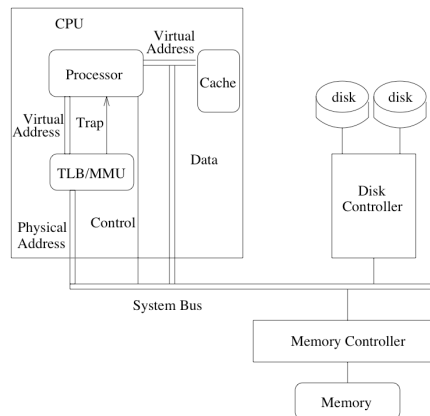 CPU
Virtual
Address
Processor
Cache
disk
disk
Virtual
Address
Trap
Data
TLB/MMU
Disk
Controller
Physical
Address
Control
System Bus
Memory Controller
Memory